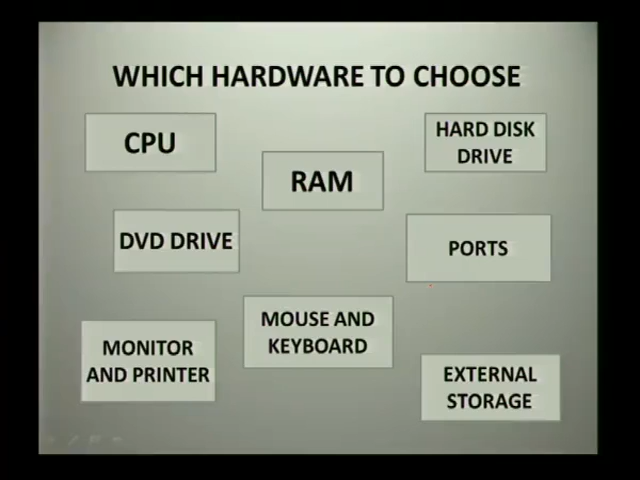 WHICH HARDWARE TO CHOOSE
CPU
HARD DISK
DRIVE
RAM
DVD DRIVE
PORTS
MOUSE AND
KEYBOARD
MONITOR
AND PRINTER
EXTERNAL
STORAGE